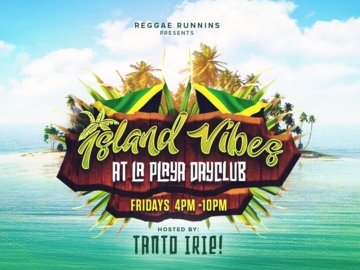 REGGAE RUNNINS
PRESENTS
Island Vibes
AT LA PLAYA DAYCLUB
FRIDAYS 4PM -10PM
HOSTED BY:
TANTO IRIE!